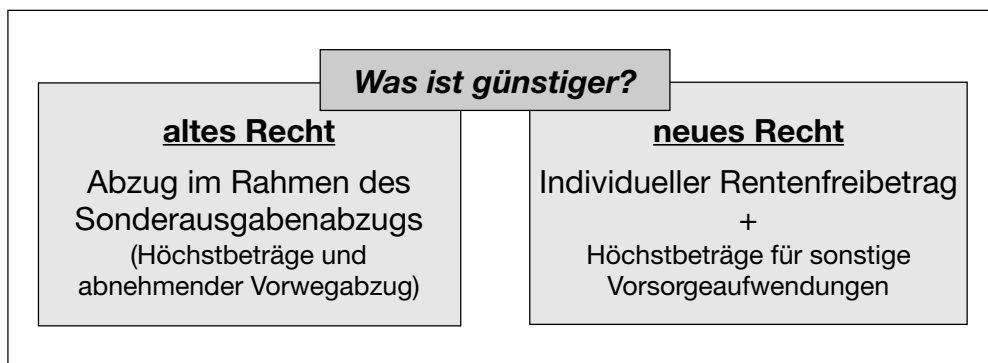 Was ist günstiger?
altes Recht
Abzug im Rahmen des
Sonderausgabenabzugs
(Höchstbeträge und
abnehmender Vorwegabzug)
neues Recht
Individueller Rentenfreibetrag
+
Höchstbeträge für sonstige
Vorsorgeaufwendungen